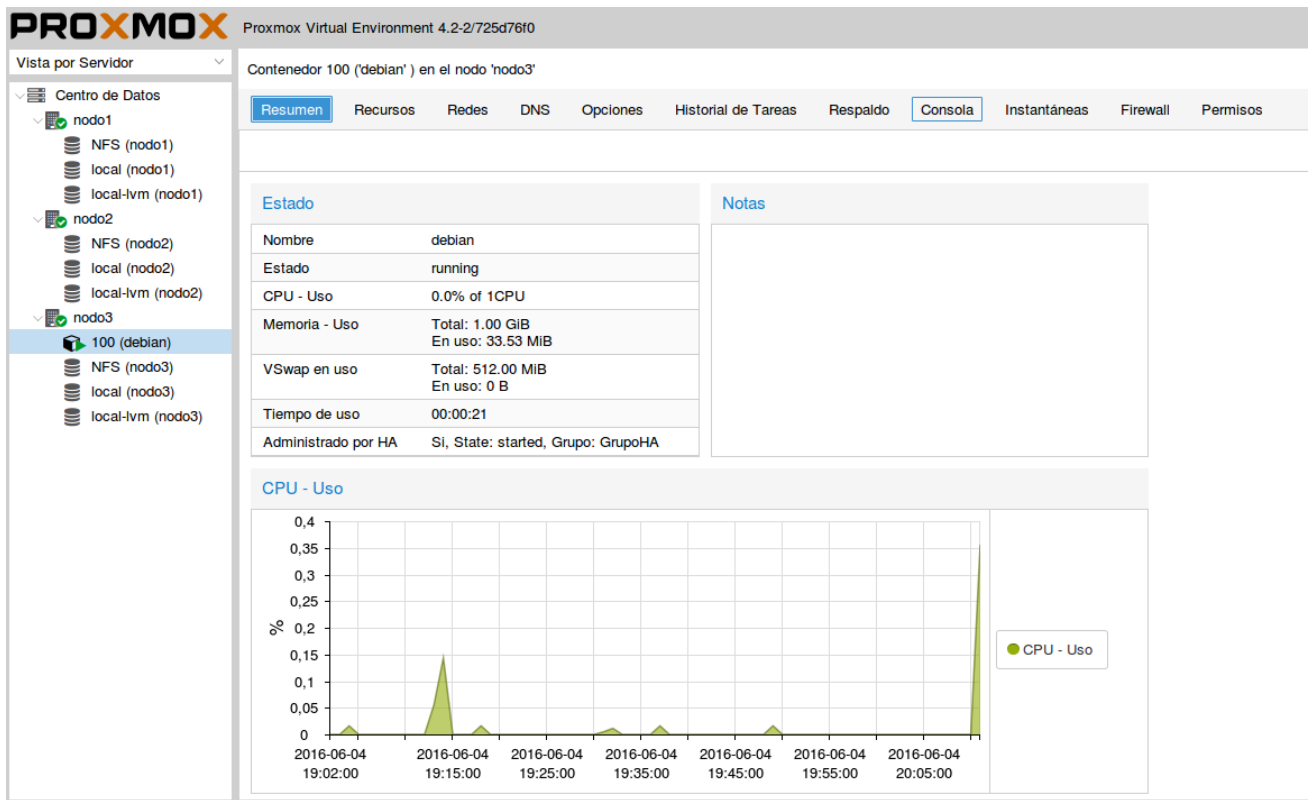 PROXMOX Proxmox Virtual Environment 4.2-2/725d76f0
Vista por Servidor
Centro de Datos
nodo1
NFS (nodo1)
local (nodo1)
local-lvm (nodo1)
nodo2
NFS (nodo2)
local (nodo2)
local-lvm (nodo2)
nodo3
100 (debian)
NFS (nodo3)
local (nodo3)
local-lvm (nodo3)
Contenedor 100 ('debian' ) en el nodo 'nodo3'
Resumen Recursos Redes DNS Opciones Historial de Tareas Respaldo Consola Instantáneas Firewall Permisos
Estado
Nombre debian
Estado running
CPU - Uso 0.0% of 1CPU
Memoria - Uso Total: 1.00 GiB
En uso: 33.53 MiB
VSwap en uso Total: 512.00 MiB
En uso: 0 B
Tiempo de uso 00:00:21
Administrado por HA Si, State: started, Grupo: GrupoHA
Notas
CPU - Uso
0,4
0,35
0,3
0,25
0,2
0,15
0,1
0,05
0
%
2016-06-04 2016-06-04 2016-06-04 2016-06-04 2016-06-04 2016-06-04 2016-06-04
19:02:00 19:15:00 19:25:00 19:35:00 19:45:00 19:55:00 20:05:00
CPU - Uso